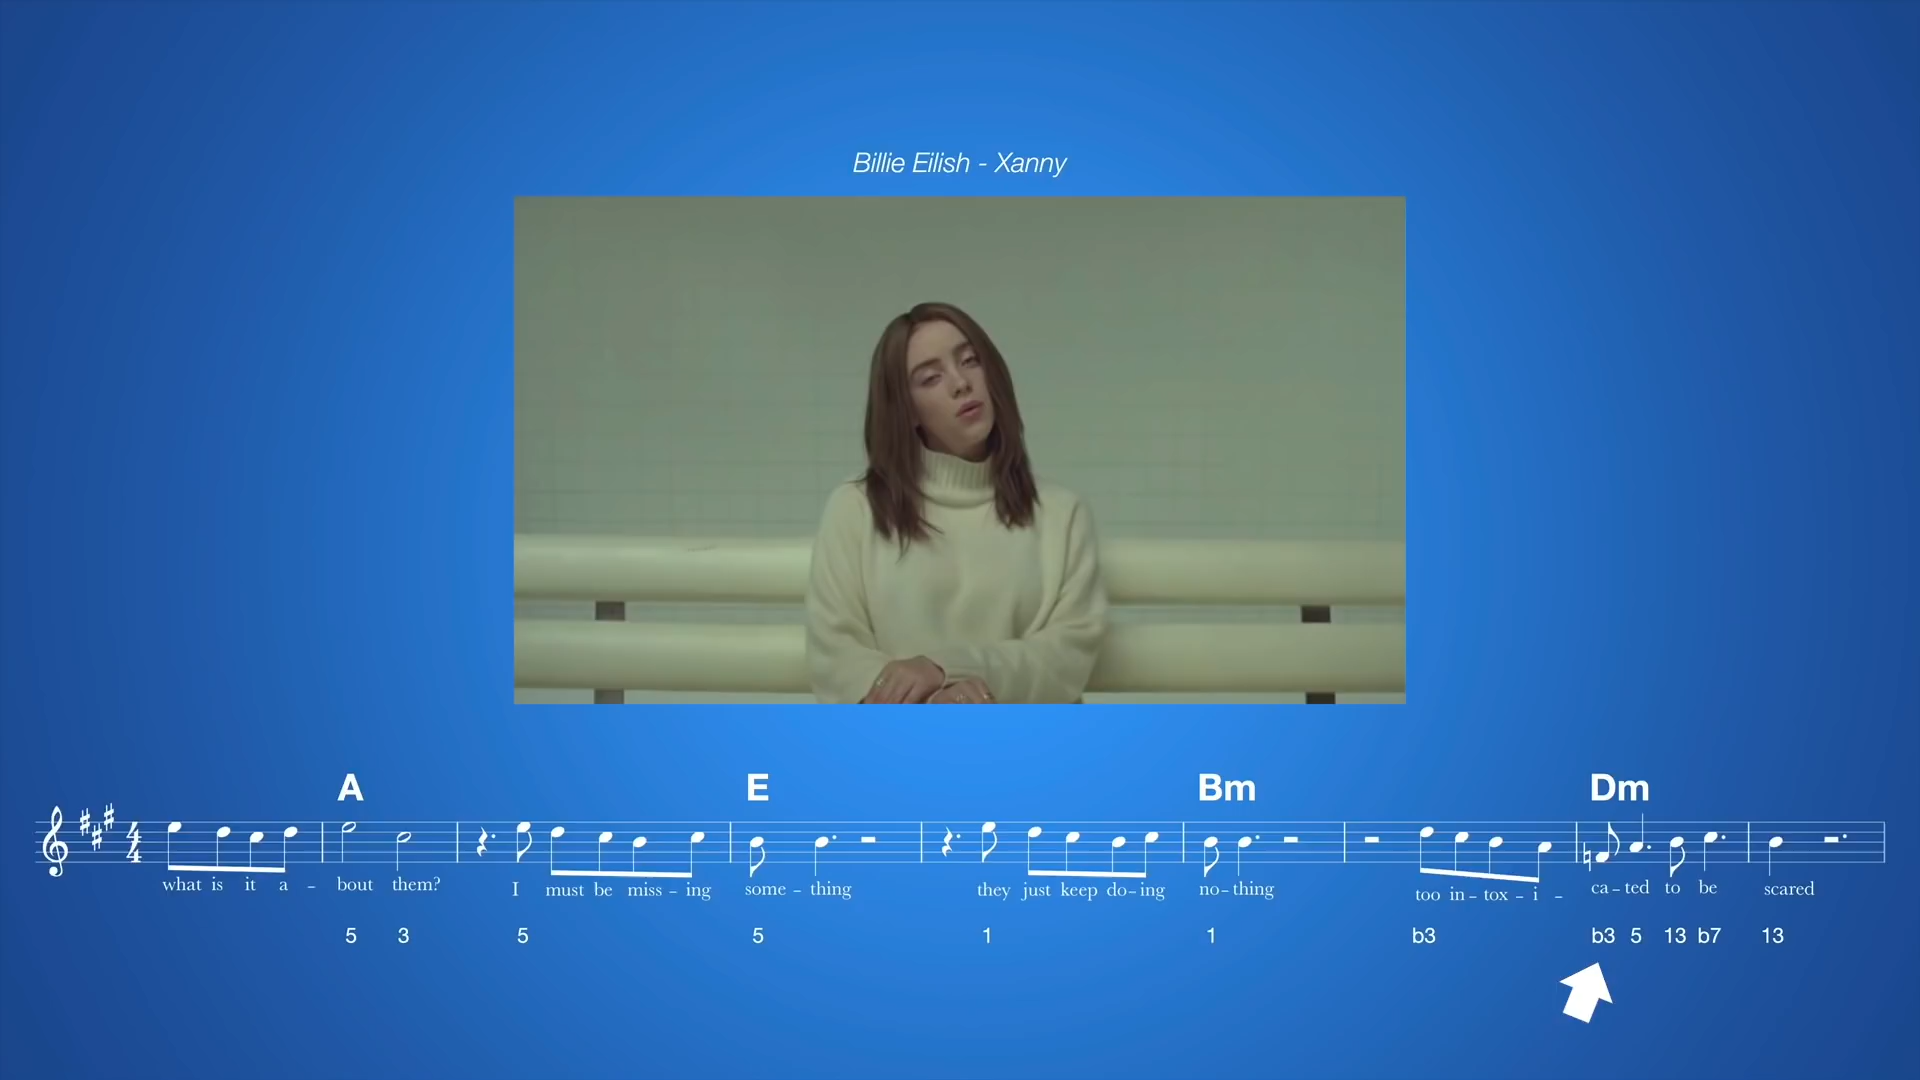 Billie Eilish - Xanny
A E Bm Dm
4
4
what is it a - bout them? I must be miss - ing some - thing they just keep do - ing no - thing too in - tox - i - ca - ted to be scared
5 3 5 5 1 1 b3 b3 5 13 b7 13